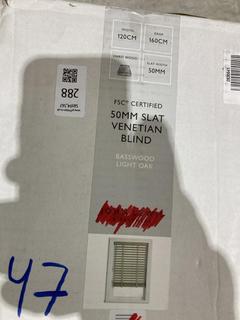 WIDTH
120CM
DROP
160CM
SLAT WIDTH
50MM
288
FSC® CERTIFIED
50MM SLAT
VENETIAN
BLIND
BASSWOOD
LIGHT OAK
47